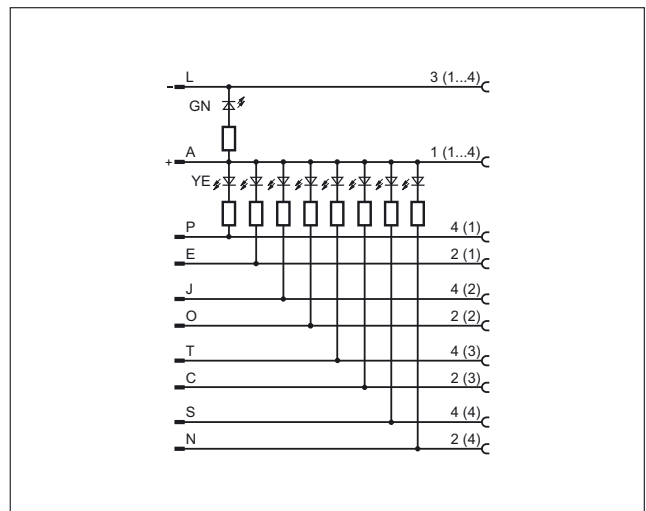 L 3 (1...4)
-
GN
+ A 1 (1...4)
YE
P 4 (1)
E 2 (1)
J 4 (2)
O 2 (2)
T 4 (3)
C 2 (3)
S 4 (4)
N 2 (4)